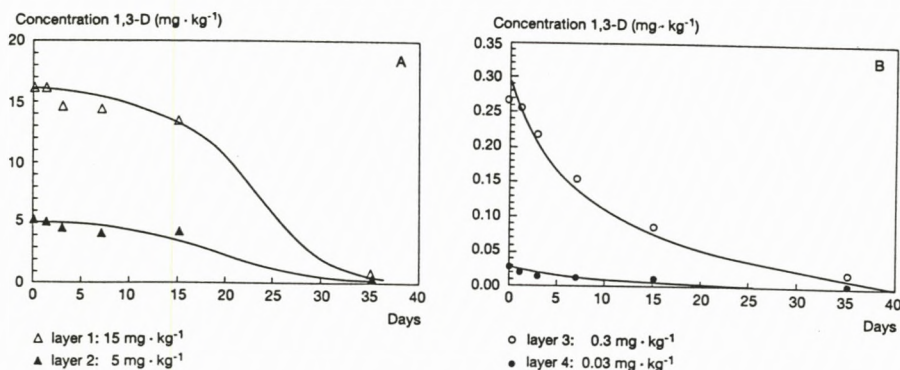 Concentration 1,3-D (mg · kg⁻¹)
20
15
10
5
0
A
0 5 10 15 20 25 30 35 40
Days
△ layer 1: 15 mg · kg⁻¹
▲ layer 2: 5 mg · kg⁻¹
Concentration 1,3-D (mg · kg⁻¹)
0.35
0.30
0.25
0.20
0.15
0.10
0.05
0.00
B
0 5 10 15 20 25 30 35 40
Days
○ layer 3: 0.3 mg · kg⁻¹
● layer 4: 0.03 mg · kg⁻¹